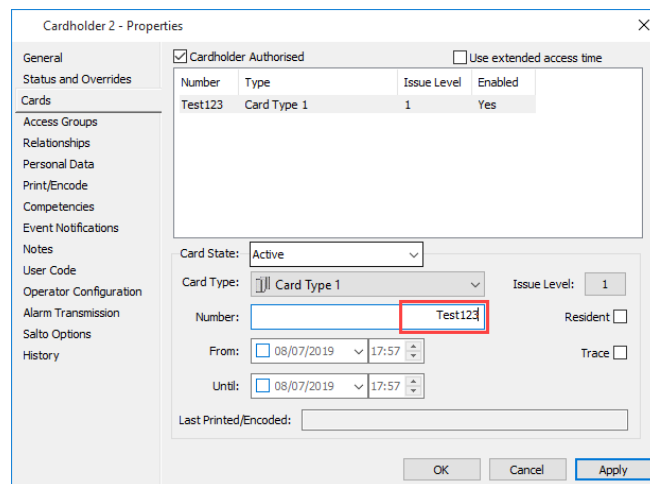 Cardholder 2 - Properties
General
Status and Overrides
Cards
Access Groups
Relationships
Personal Data
Print/Encode
Competencies
Event Notifications
Notes
User Code
Operator Configuration
Alarm Transmission
Salto Options
History
Cardholder Authorised Use extended access time
Number Type Issue Level Enabled
Test123 Card Type 1 1 Yes
Card State: Active
Card Type: Card Type 1 Issue Level: 1
Number: Test123 Resident
From: 08/07/2019 17:57 Trace
Until: 08/07/2019 17:57
Last Printed/Encoded:
OK Cancel Apply